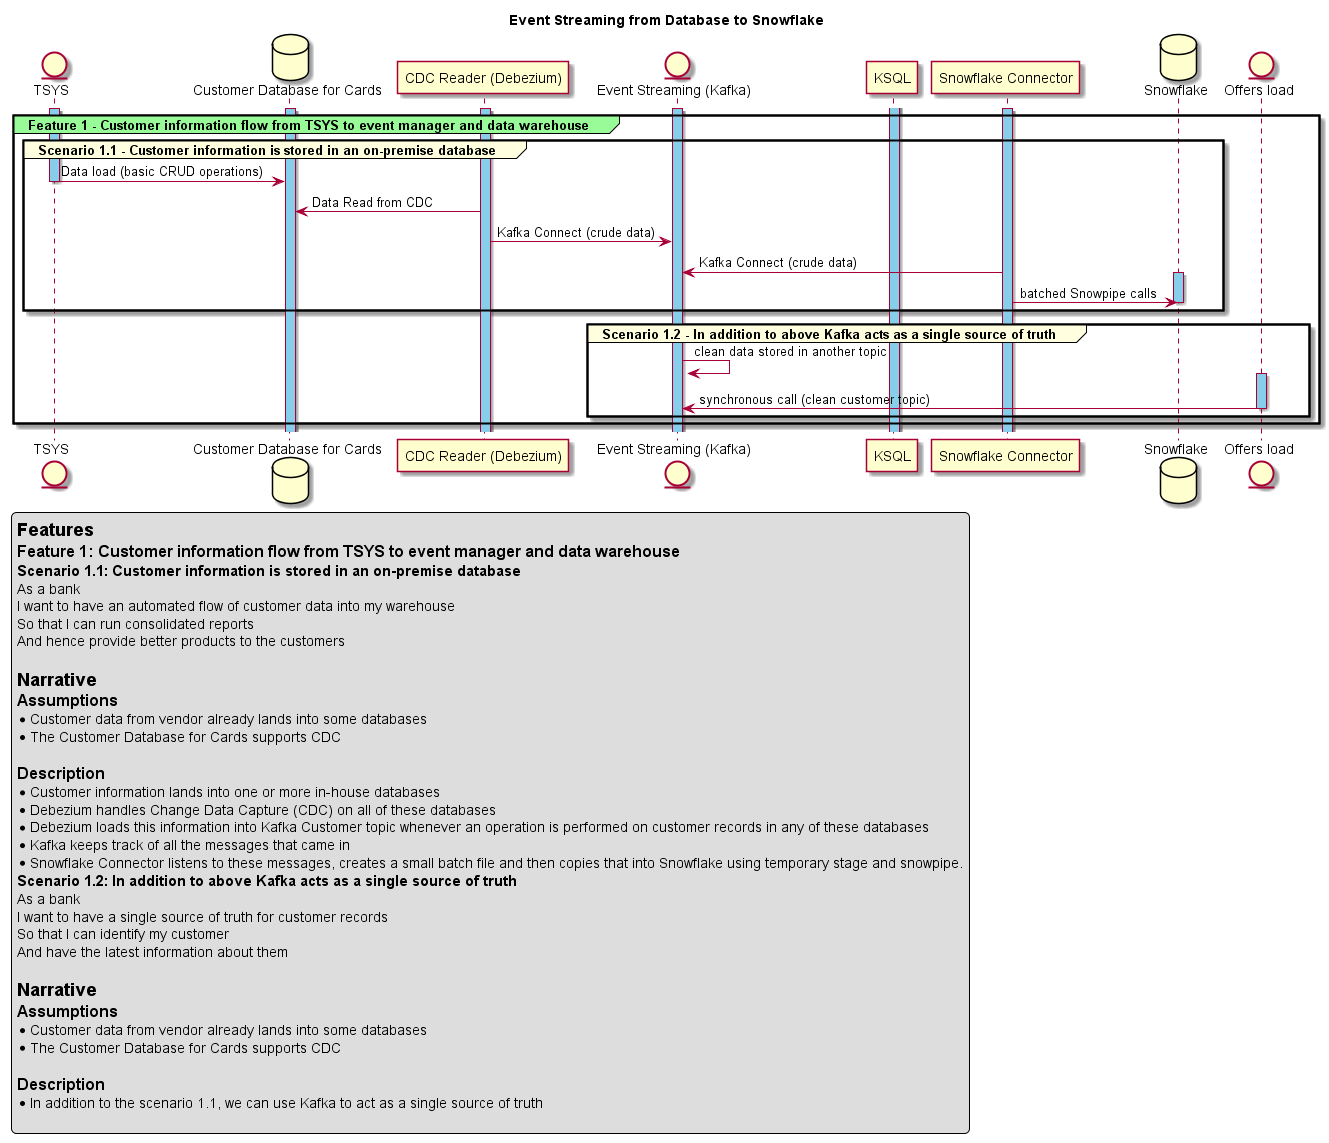 Event Streaming from Database to Snowflake
TSYS
Customer Database for Cards
CDC Reader (Debezium)
Event Streaming (Kafka)
KSQL
Snowflake Connector
Snowflake
Offers load
Feature 1 - Customer information flow from TSYS to event manager and data warehouse
Scenario 1.1 - Customer information is stored in an on-premise database
Data load (basic CRUD operations)
Data Read from CDC
Kafka Connect (crude data)
Kafka Connect (crude data)
batched Snowpipe calls
Scenario 1.2 - In addition to above Kafka acts as a single source of truth
clean data stored in another topic
synchronous call (clean customer topic)
TSYS
Customer Database for Cards
CDC Reader (Debezium)
Event Streaming (Kafka)
KSQL
Snowflake Connector
Snowflake
Offers load
Features
Feature 1: Customer information flow from TSYS to event manager and data warehouse
Scenario 1.1: Customer information is stored in an on-premise database
As a bank
I want to have an automated flow of customer data into my warehouse
So that I can run consolidated reports
And hence provide better products to the customers
Narrative
Assumptions
• Customer data from vendor already lands into some databases
• The Customer Database for Cards supports CDC
Description
• Customer information lands into one or more in-house databases
• Debezium handles Change Data Capture (CDC) on all of these databases
• Debezium loads this information into Kafka Customer topic whenever an operation is performed on customer records in any of these databases
• Kafka keeps track of all the messages that came in
• Snowflake Connector listens to these messages, creates a small batch file and then copies that into Snowflake using temporary stage and snowpipe.
Scenario 1.2: In addition to above Kafka acts as a single source of truth
As a bank
I want to have a single source of truth for customer records
So that I can identify my customer
And have the latest information about them
Narrative
Assumptions
• Customer data from vendor already lands into some databases
• The Customer Database for Cards supports CDC
Description
• In addition to the scenario 1.1, we can use Kafka to act as a single source of truth